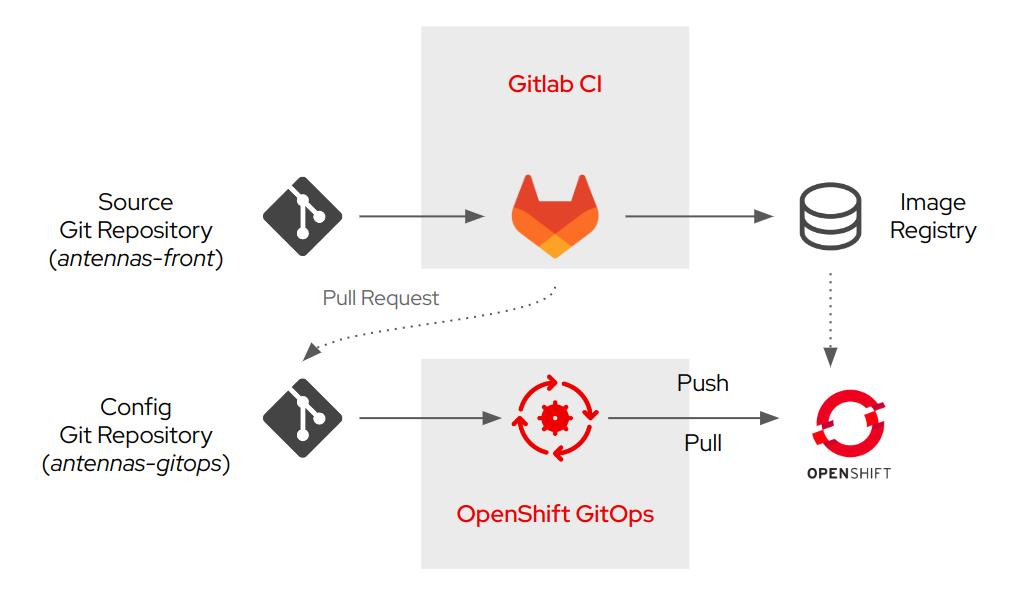 Gitlab CI
Source
Git Repository
(antennas-front)
Image
Registry
Pull Request
Config
Git Repository
(antennas-gitops)
Push
Pull
OPENSHIFT
OpenShift GitOps